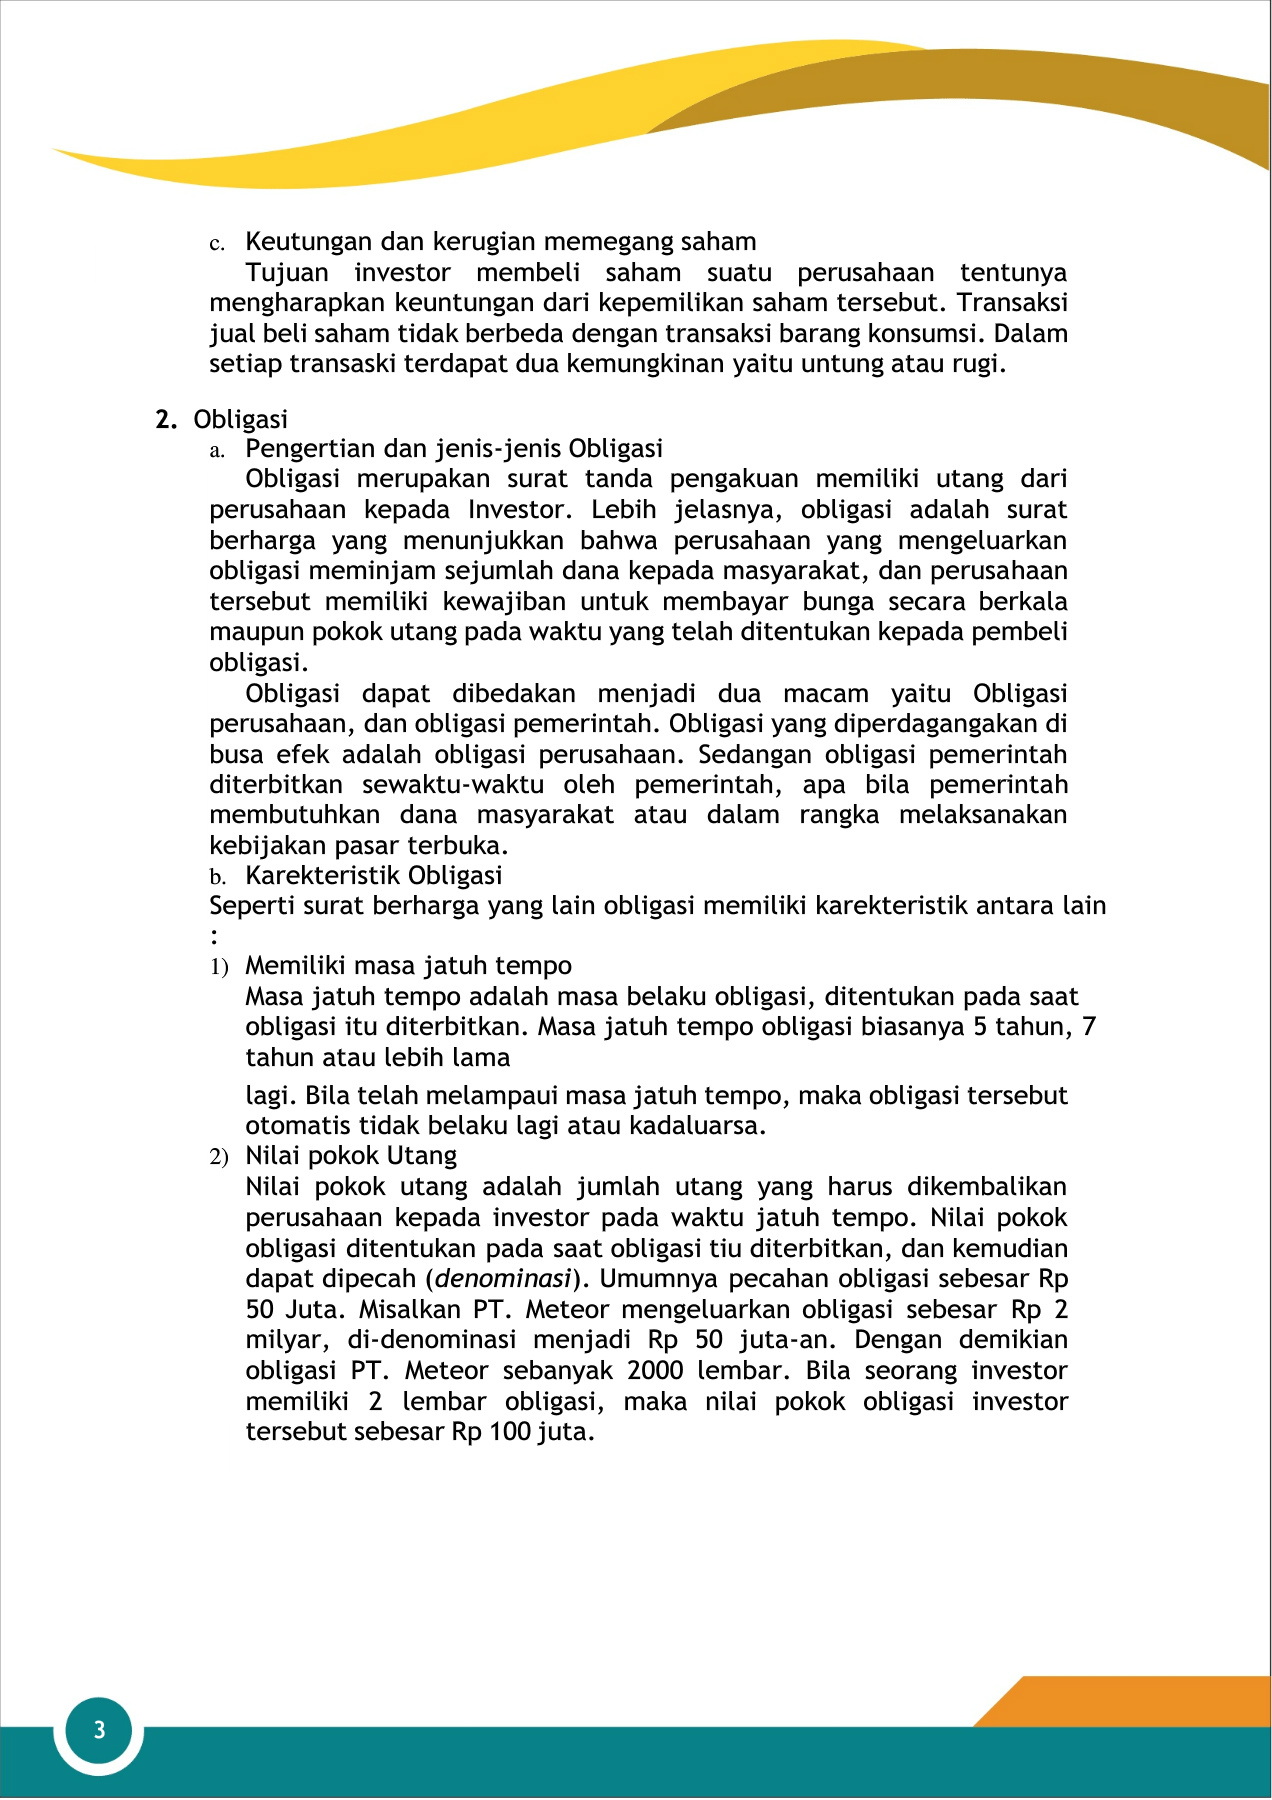 c. Keutungan dan kerugian memegang saham
Tujuan investor membeli saham suatu perusahaan tentunya
mengharapkan keuntungan dari kepemilikan saham tersebut. Transaksi
jual beli saham tidak berbeda dengan transaksi barang konsumsi. Dalam
setiap transaski terdapat dua kemungkinan yaitu untung atau rugi.
2. Obligasi
a. Pengertian dan jenis-jenis Obligasi
Obligasi merupakan surat tanda pengakuan memiliki utang dari
perusahaan kepada Investor. Lebih jelasnya, obligasi adalah surat
berharga yang menunjukkan bahwa perusahaan yang mengeluarkan
obligasi meminjam sejumlah dana kepada masyarakat, dan perusahaan
tersebut memiliki kewajiban untuk membayar bunga secara berkala
maupun pokok utang pada waktu yang telah ditentukan kepada pembeli
obligasi.
Obligasi dapat dibedakan menjadi dua macam yaitu Obligasi
perusahaan, dan obligasi pemerintah. Obligasi yang diperdagangakan di
busa efek adalah obligasi perusahaan. Sedangan obligasi pemerintah
diterbitkan sewaktu-waktu oleh pemerintah, apa bila pemerintah
membutuhkan dana masyarakat atau dalam rangka melaksanakan
kebijakan pasar terbuka.
b. Karekteristik Obligasi
Seperti surat berharga yang lain obligasi memiliki karekteristik antara lain
:
1) Memiliki masa jatuh tempo
Masa jatuh tempo adalah masa belaku obligasi, ditentukan pada saat
obligasi itu diterbitkan. Masa jatuh tempo obligasi biasanya 5 tahun, 7
tahun atau lebih lama
lagi. Bila telah melampaui masa jatuh tempo, maka obligasi tersebut
otomatis tidak belaku lagi atau kadaluarsa.
2) Nilai pokok Utang
Nilai pokok utang adalah jumlah utang yang harus dikembalikan
perusahaan kepada investor pada waktu jatuh tempo. Nilai pokok
obligasi ditentukan pada saat obligasi tiu diterbitkan, dan kemudian
dapat dipecah (denominasi). Umumnya pecahan obligasi sebesar Rp
50 Juta. Misalkan PT. Meteor mengeluarkan obligasi sebesar Rp 2
milyar, di-denominasi menjadi Rp 50 juta-an. Dengan demikian
obligasi PT. Meteor sebanyak 2000 lembar. Bila seorang investor
memiliki 2 lembar obligasi, maka nilai pokok obligasi investor
tersebut sebesar Rp 100 juta.
3